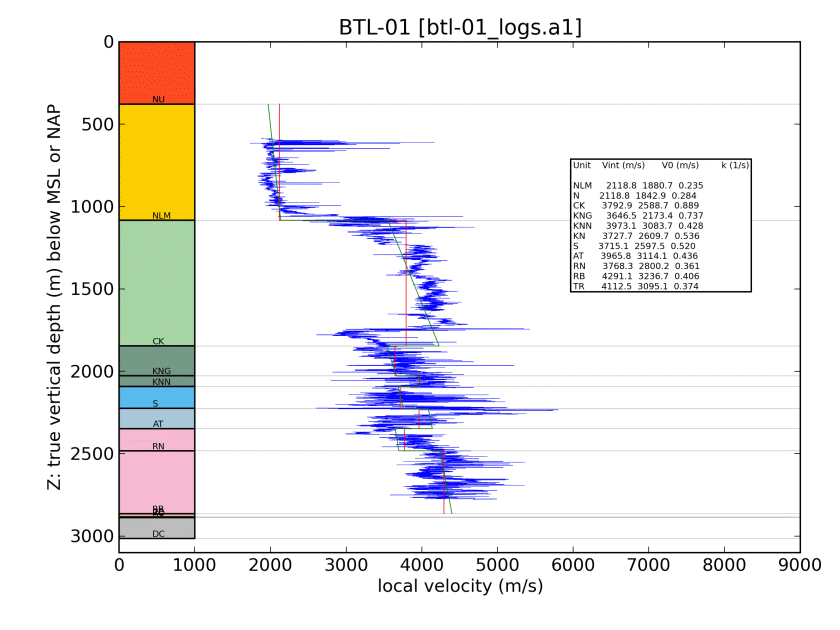 BTL-01 [btl-01_logs.a1]
Z: true vertical depth (m) below MSL or NAP
0
500
1000
1500
2000
2500
3000
NU
NLM
CK
KNG
KNN
S
AT
RN
RB
DC
Unit Vint (m/s) V0 (m/s) k (1/s)
NLM 2118.8 1880.7 0.235
N 2118.8 1842.9 0.284
CK 3792.9 2588.7 0.889
KNG 3646.5 2173.4 0.737
KNN 3973.1 3083.7 0.428
KN 3727.7 2609.7 0.536
S 3715.1 2597.5 0.520
AT 3965.8 3114.1 0.436
RN 3768.3 2800.2 0.361
RB 4291.1 3236.7 0.406
TR 4112.5 3095.1 0.374
0 1000 2000 3000 4000 5000 6000 7000 8000 9000
local velocity (m/s)